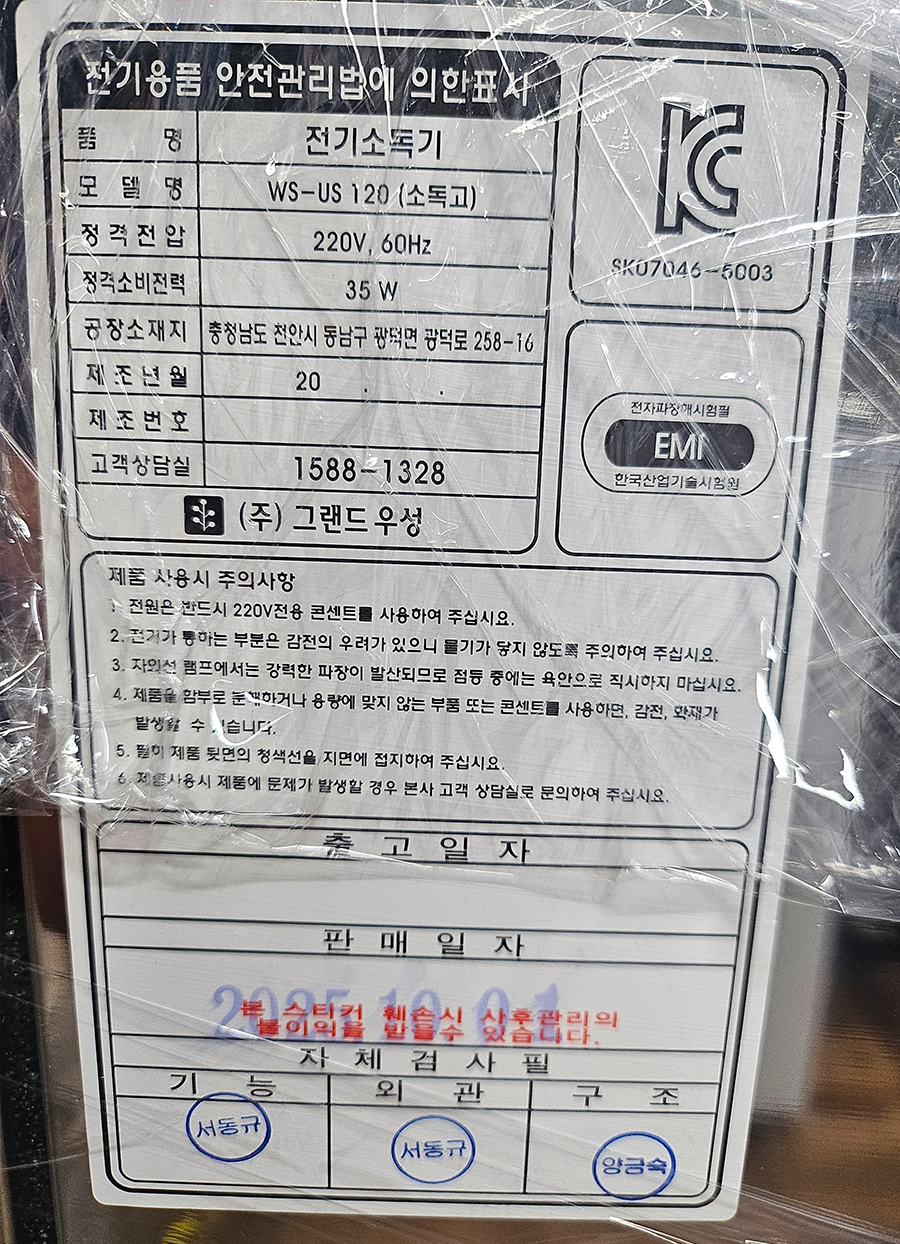 전기용품 안전관리법에 의한표시
품 명 전기소독기
모 델 명 WS-US 120 (소독고)
정격전압 220V, 60Hz
정격소비전력 35 W
공장소재지 충청남도 천안시 동남구 광덕면 광덕로 258-16
제조년월 20 . .
제조번호
고객상담실 1588-1328
(주) 그랜드우성
KC
SK07046-5003
전자파장해시험필
EMI
한국산업기술시험원
제품 사용시 주의사항
1. 전원은 반드시 220V전용 콘센트를 사용하여 주십시요.
2. 전기가 통하는 부분은 감전의 우려가 있으니 물기가 닿지 않도록 주의하여 주십시요.
3. 자외선 램프에서는 강력한 파장이 발산되므로 점등 중에는 육안으로 직시하지 마십시요.
4. 제품을 함부로 분해하거나 용량에 맞지 않는 부품 또는 콘센트를 사용하면, 감전, 화재가
발생할 수 있습니다.
5. 필히 제품 뒷면의 청색선을 지면에 접지하여 주십시요.
6. 제품사용시 제품에 문제가 발생할 경우 본사 고객 상담실로 문의하여 주십시요.
출 고 일 자
판 매 일 자
2025.10.01
본 스티커 훼손시 사후관리의
불이익을 받을수 있습니다.
자 체 검 사 필
기 능 외 관 구 조
서동규 서동규 양금숙